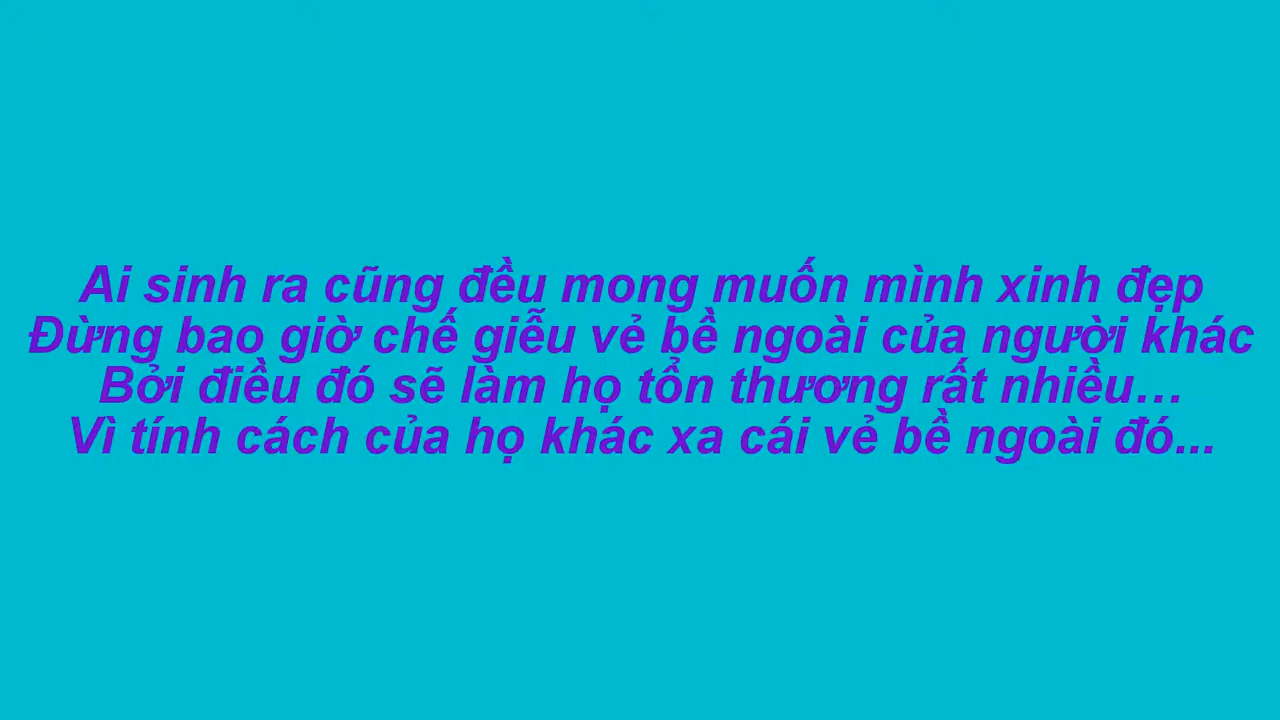 Ai sinh ra cũng đều mong muốn mình xinh đẹp
Đừng bao giờ chế giễu vẻ bề ngoài của người khác
Bởi điều đó sẽ làm họ tổn thương rất nhiều…
Vì tính cách của họ khác xa cái vẻ bề ngoài đó...